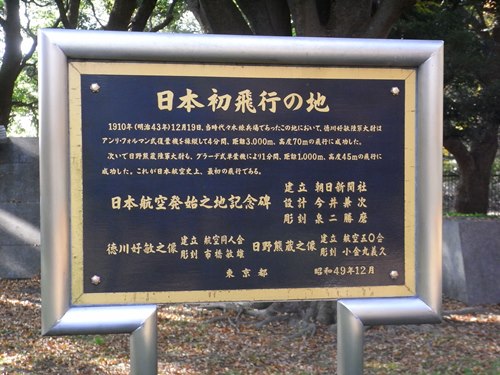 日本初飛行の地
1910年(明治43年)12月19日、当時代々木練兵場であったこの地において、徳川好敏陸軍大尉は
アンリ・フォルマン式複葉機を操縦して4分間、距離3,000m、高度70mの飛行に成功した。
次いで日野熊蔵陸軍大尉も、グラーデ式単葉機により1分間、距離1,000m、高度45mの飛行に
成功した。これが日本航空史上、最初の飛行である。
日本航空発始之地記念碑
建立 朝日新聞社
設計 今井兼次
彫刻 泉二勝磨
徳川好敏之像 建立 航空同人会
彫刻 市橋敏雄
日野熊蔵之像 建立 航空五〇会
彫刻 小金丸義久
東京都 昭和49年12月